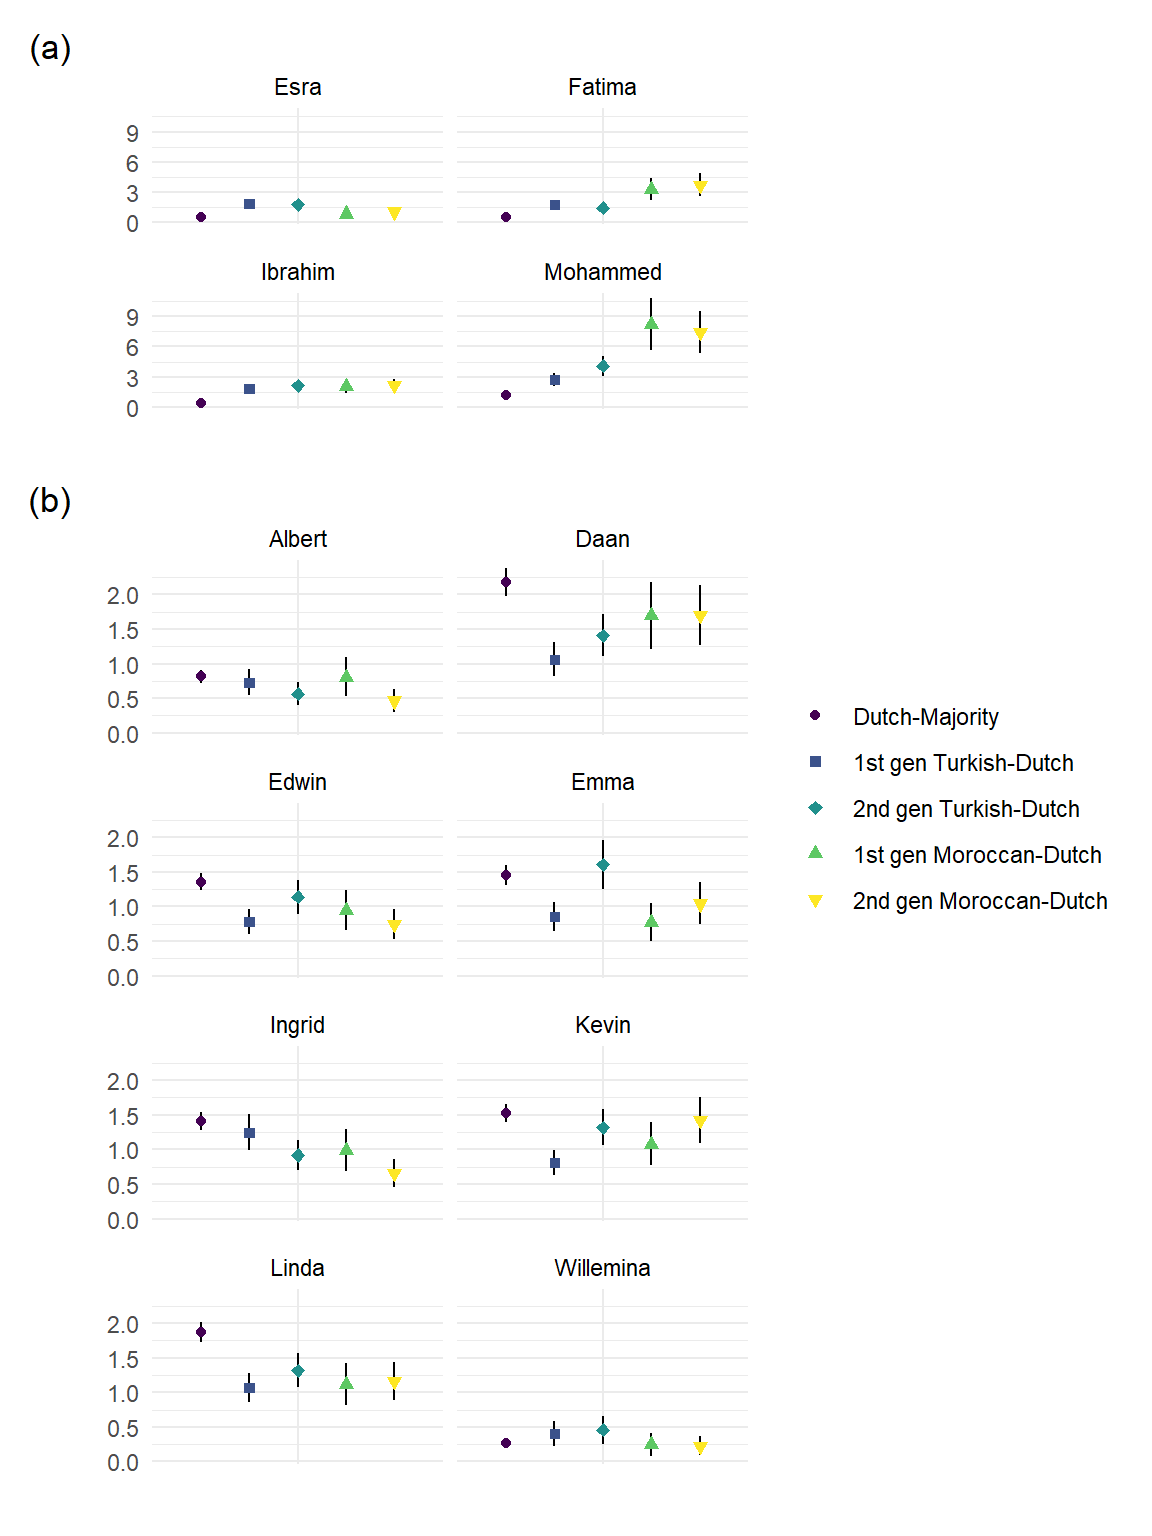 (a)
Esra
Fatima
9
6
3
0
Ibrahim
Mohammed
9
6
3
0
(b)
Albert
Daan
2.0
1.5
1.0
0.5
0.0
Edwin
Emma
2.0
1.5
1.0
0.5
0.0
Ingrid
Kevin
2.0
1.5
1.0
0.5
0.0
Linda
Willemina
2.0
1.5
1.0
0.5
0.0
Dutch-Majority
1st gen Turkish-Dutch
2nd gen Turkish-Dutch
1st gen Moroccan-Dutch
2nd gen Moroccan-Dutch